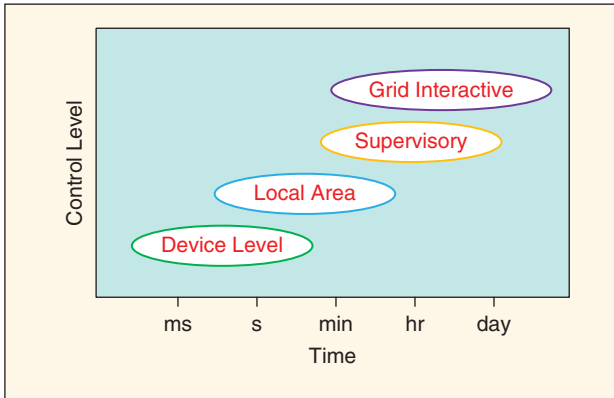 Grid Interactive
Supervisory
Local Area
Device Level
Control Level
ms s min hr day
Time